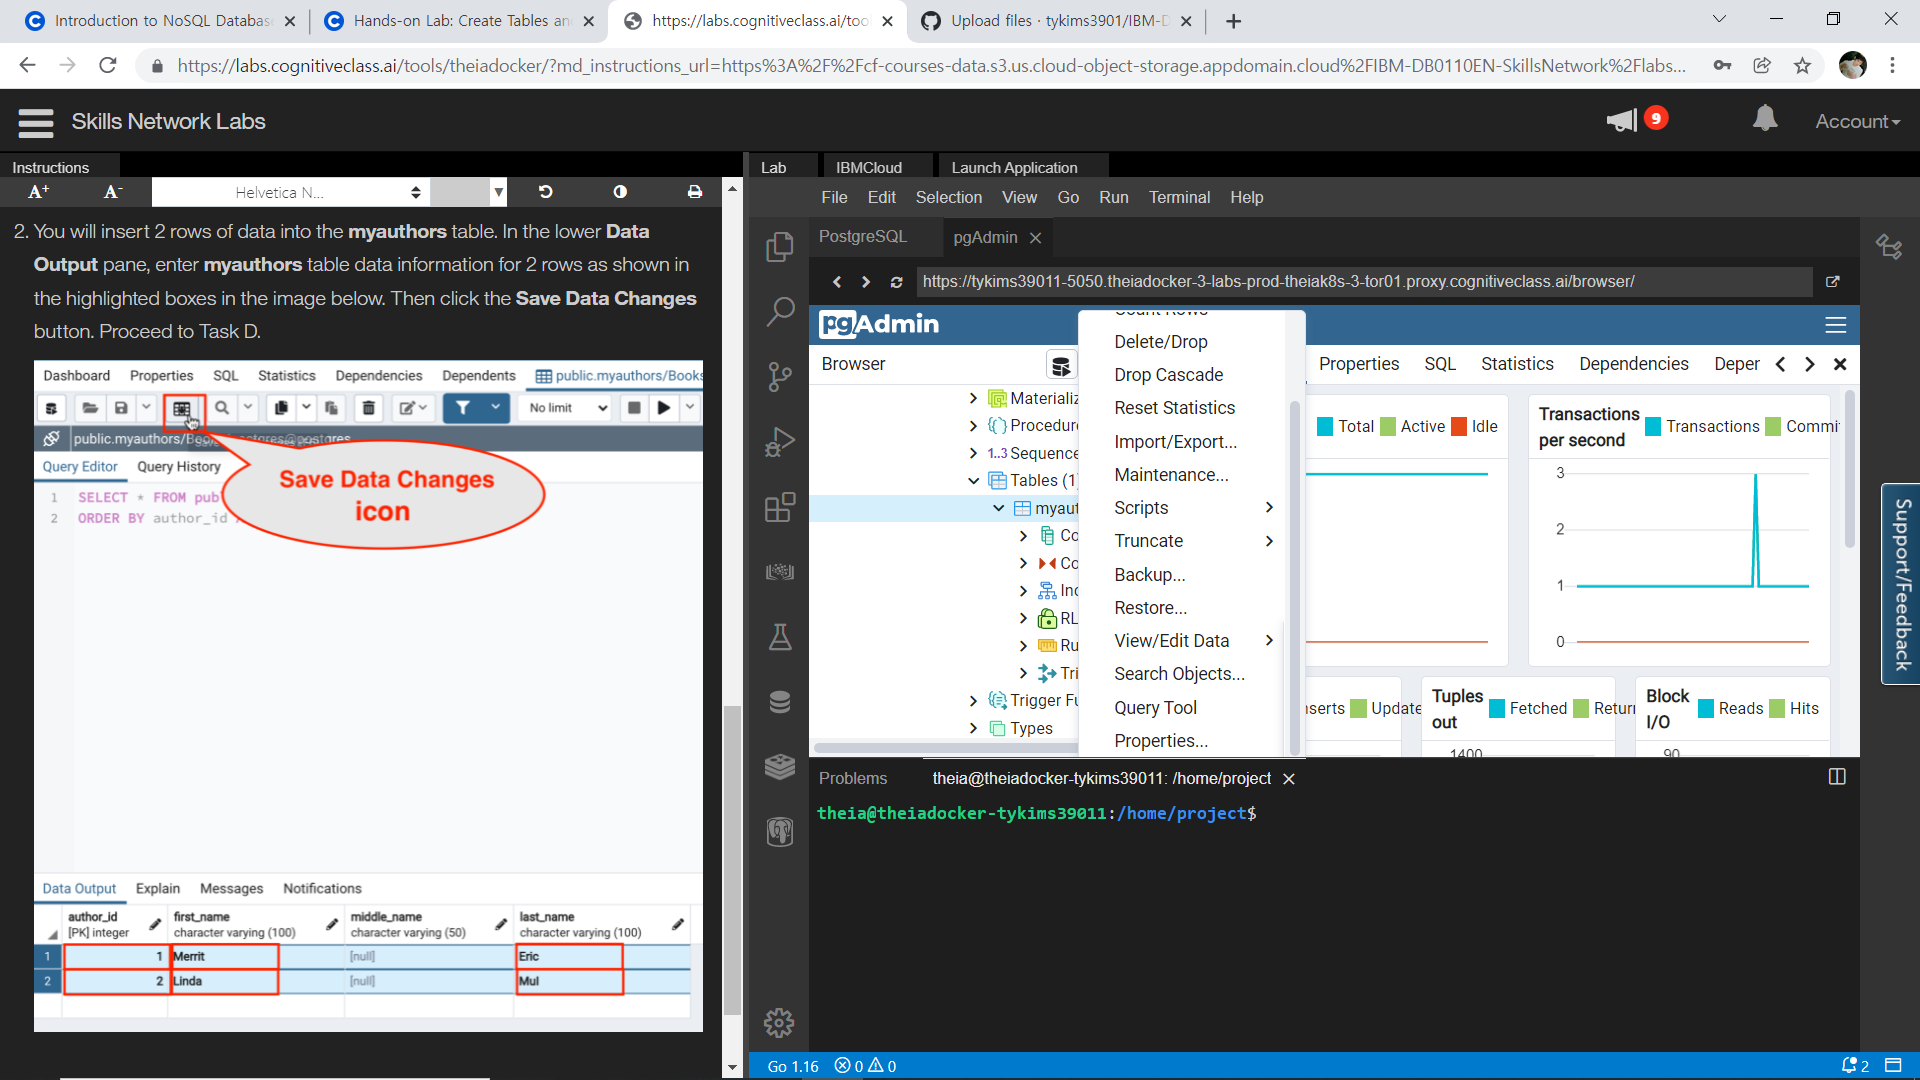 Introduction to NoSQL Databas
Hands-on Lab: Create Tables an
https://labs.cognitiveclass.ai/tool
Upload files · tykims3901/IBM-D
https://labs.cognitiveclass.ai/tools/theiadocker/?md_instructions_url=https%3A%2F%2Fcf-courses-data.s3.us.cloud-object-storage.appdomain.cloud%2FIBM-DB0110EN-SkillsNetwork%2Flabs...
Skills Network Labs
9
Account
Instructions
A+ A- Helvetica N...
2. You will insert 2 rows of data into the myauthors table. In the lower Data
Output pane, enter myauthors table data information for 2 rows as shown in
the highlighted boxes in the image below. Then click the Save Data Changes
button. Proceed to Task D.
Dashboard Properties SQL Statistics Dependencies Dependents public.myauthors/Books
No limit
public.myauthors/
Query Editor Query History
Save Data Changes
icon
1 SELECT * FROM pub
2 ORDER BY author_id
Data Output Explain Messages Notifications
author_id first_name middle_name last_name
[PK] integer character varying (100) character varying (50) character varying (100)
1 1 Merrit [null] Eric
2 2 Linda [null] Mul
Lab IBMCloud Launch Application
File Edit Selection View Go Run Terminal Help
PostgreSQL pgAdmin
https://tykims39011-5050.theiadocker-3-labs-prod-theiak8s-3-tor01.proxy.cognitiveclass.ai/browser/
pgAdmin
Browser
Properties SQL Statistics Dependencies Deper
Materializ
Procedur
1..3 Sequence
Tables (1
myaut
Co
Co
Inc
RL
Ru
Tri
Trigger Fu
Types
Count Rows
Delete/Drop
Drop Cascade
Reset Statistics
Import/Export...
Maintenance...
Scripts
Truncate
Backup...
Restore...
View/Edit Data
Search Objects...
Query Tool
Properties...
Total Active Idle
Transactions
per second
Transactions Commi
3
2
1
0
nserts Update
Tuples
out
Fetched Retur
1400
Block
I/O
Reads Hits
90
Support/Feedback
Problems theia@theiadocker-tykims39011: /home/project
theia@theiadocker-tykims39011:/home/project$
Go 1.16 0 0
2